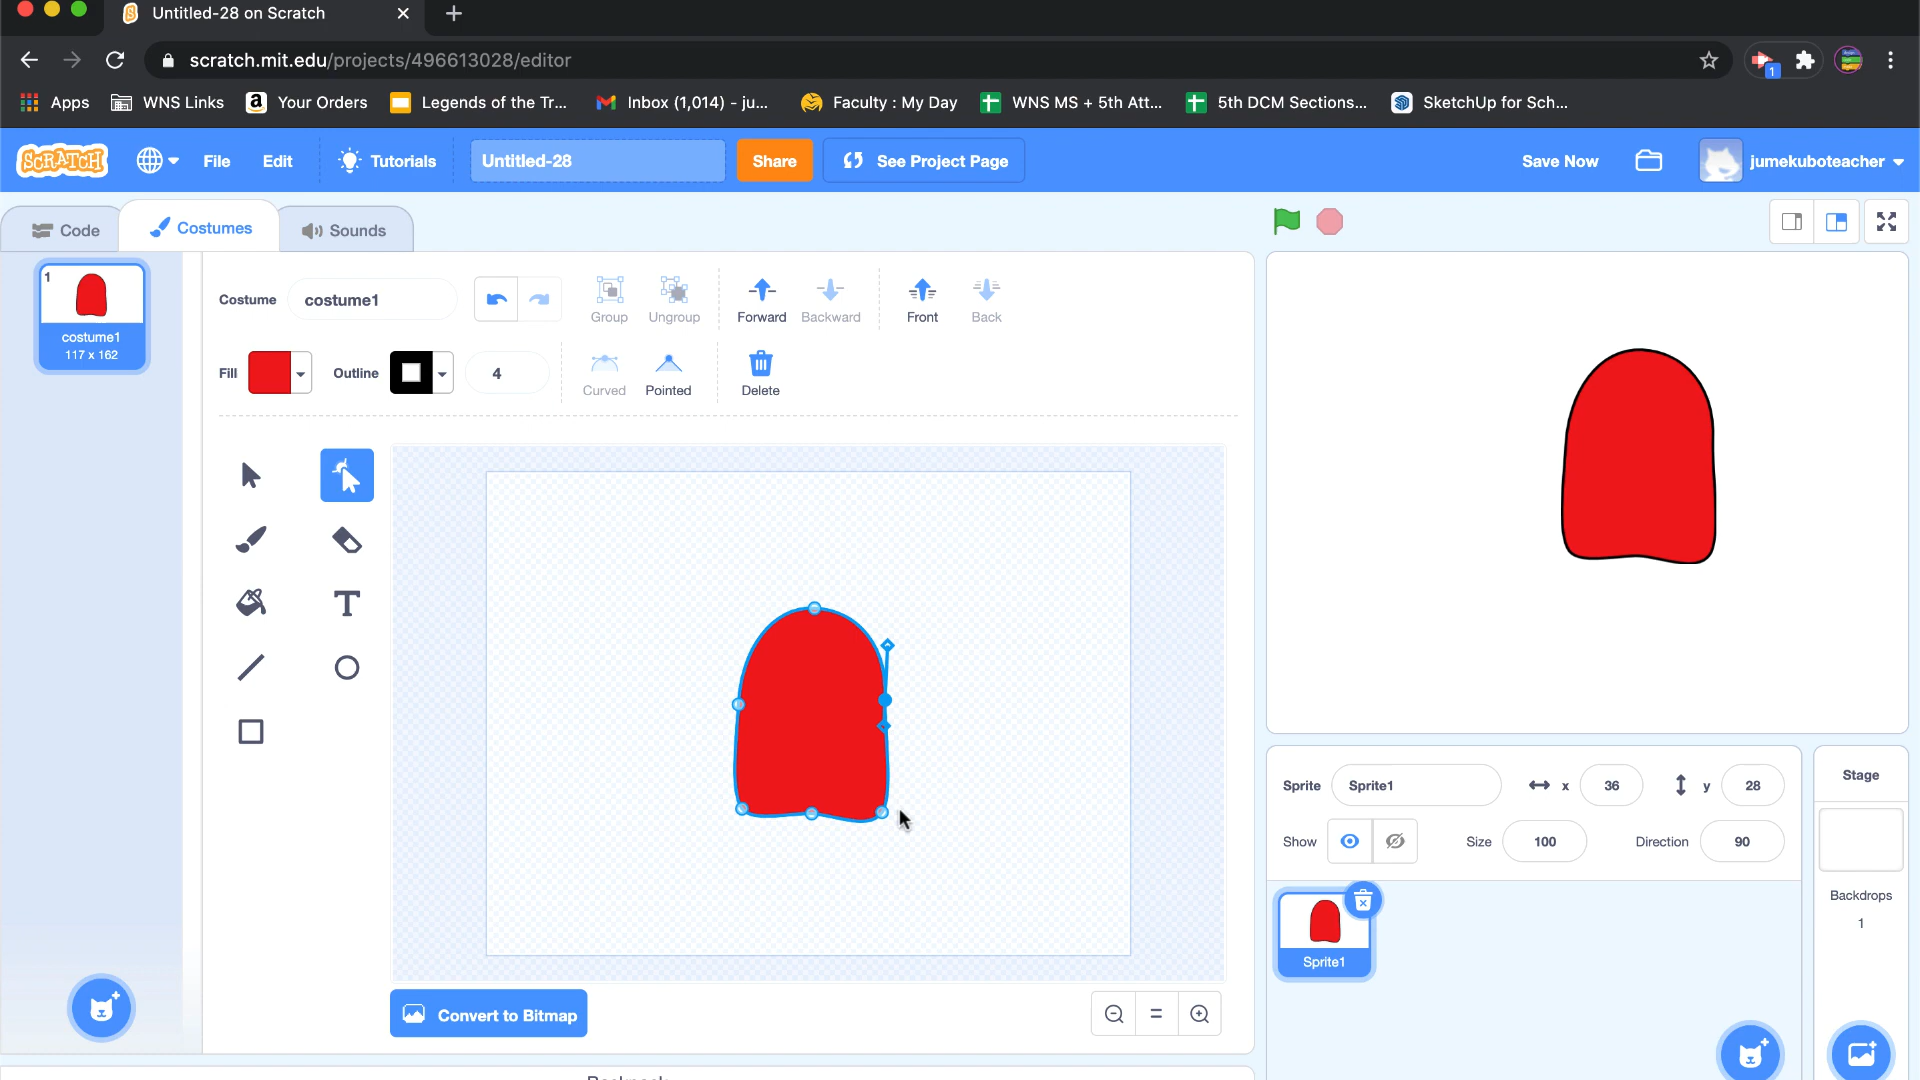 Untitled-28 on Scratch
scratch.mit.edu/projects/496613028/editor
1
Apps
WNS Links
Your Orders
Legends of the Tr...
Inbox (1,014) - ju...
Faculty : My Day
WNS MS + 5th Att...
5th DCM Sections...
SketchUp for Sch...
SCRATCH
File
Edit
Tutorials
Untitled-28
Share
See Project Page
Save Now
jumekuboteacher
Code
Costumes
Sounds
1
costume1
117 x 162
Costume
costume1
Group
Ungroup
Forward
Backward
Front
Back
Fill
Outline
4
Curved
Pointed
Delete
Convert to Bitmap
Sprite
Sprite1
x
36
y
28
Show
Size
100
Direction
90
Sprite1
Stage
Backdrops
1